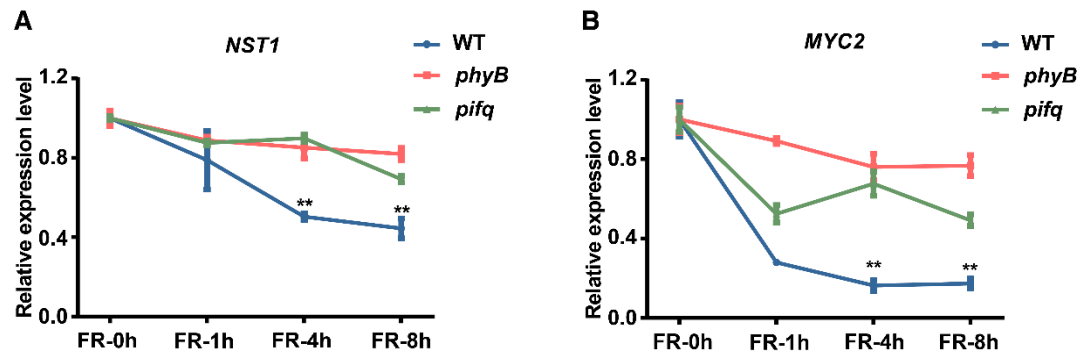 A
NST1
WT
phyB
pifq
Relative expression level
1.2
0.8
0.4
0.0
**
**
FR-0h FR-1h FR-4h FR-8h
B
MYC2
WT
phyB
pifq
Relative expression level
1.2
0.8
0.4
0.0
**
**
FR-0h FR-1h FR-4h FR-8h